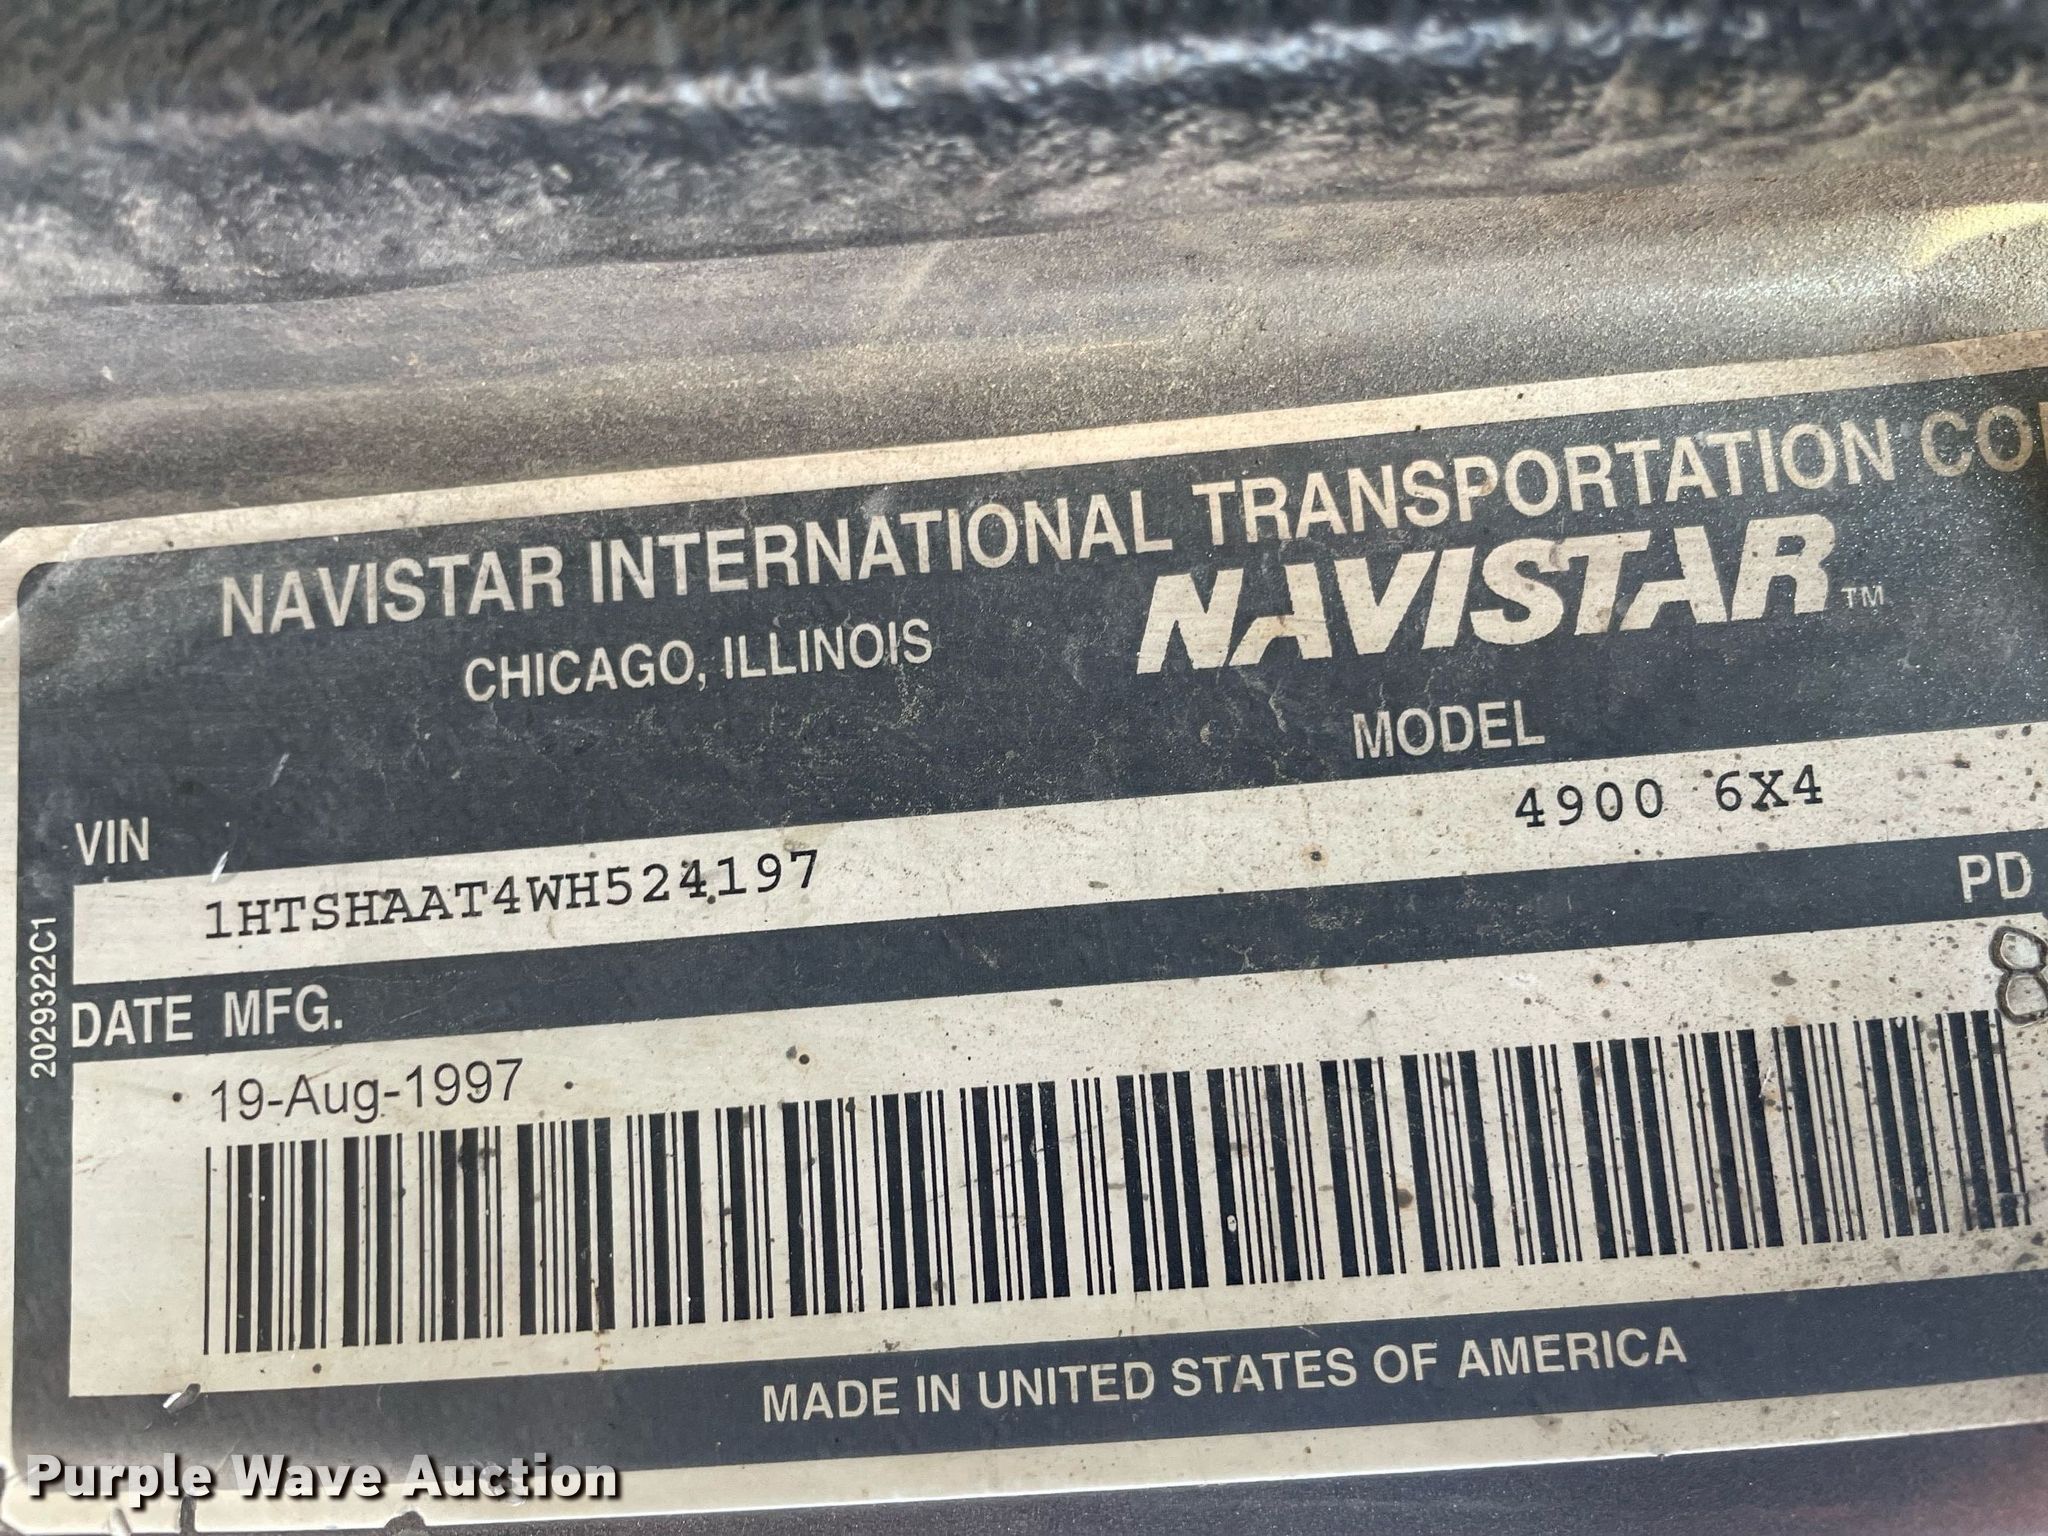 NAVISTAR INTERNATIONAL TRANSPORTATION CO
CHICAGO, ILLINOIS
NAVISTAR™
MODEL
4900 6X4
VIN
1HTSHAAT4WH524197
PD
8
DATE MFG.
19-Aug-1997
2029322C1
MADE IN UNITED STATES OF AMERICA
Purple Wave Auction